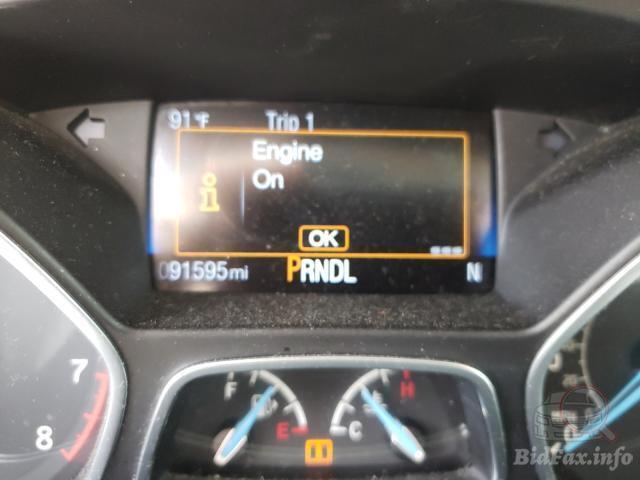 91°F Trip 1
Engine
On
OK
091595mi PRNDL N
F E C H
7
8
BidFax.info